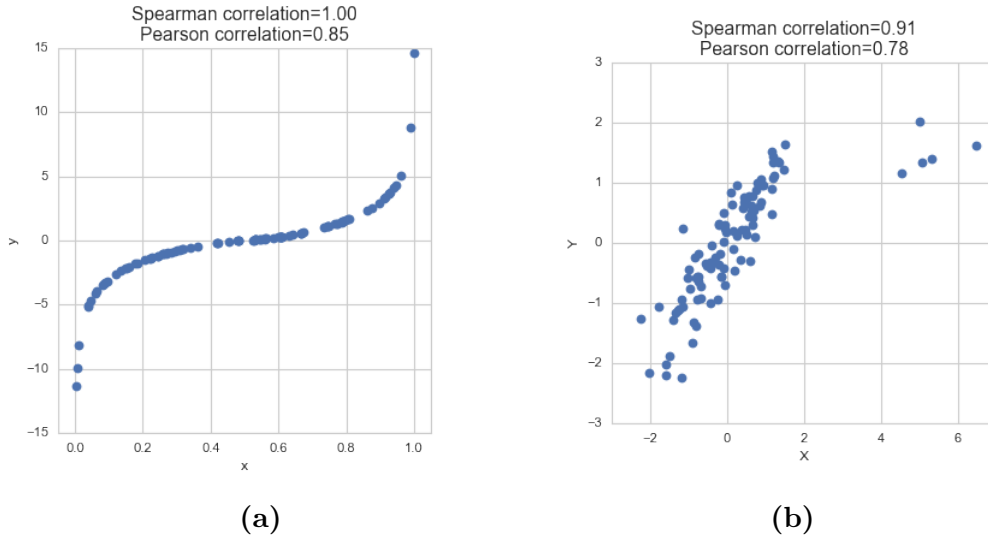 Spearman correlation=1.00
Pearson correlation=0.85
15
10
5
0
−5
−10
−15
y
0.0 0.2 0.4 0.6 0.8 1.0
x
(a)
Spearman correlation=0.91
Pearson correlation=0.78
3
2
1
0
−1
−2
−3
Y
−2 0 2 4 6
X
(b)